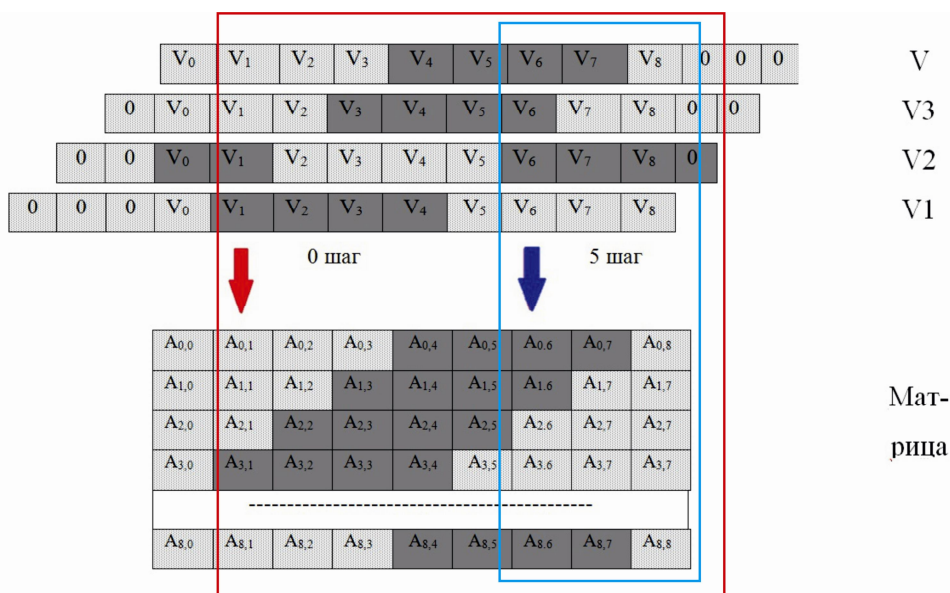 V₀ V₁ V₂ V₃ V₄ V₅ V₆ V₇ V₈ 0 0 0 V
0 V₀ V₁ V₂ V₃ V₄ V₅ V₆ V₇ V₈ 0 0 V3
0 0 V₀ V₁ V₂ V₃ V₄ V₅ V₆ V₇ V₈ 0 V2
0 0 0 V₀ V₁ V₂ V₃ V₄ V₅ V₆ V₇ V₈ V1
0 шаг 5 шаг
A0,0 A0,1 A0,2 A0,3 A0,4 A0,5 A0.6 A0,7 A0,8
A1,0 A1,1 A1,2 A1,3 A1,4 A1,5 A1.6 A1,7 A1,7
A2,0 A2,1 A2,2 A2,3 A2,4 A2,5 A2.6 A2,7 A2,7
A3,0 A3,1 A3,2 A3,3 A3,4 A3,5 A3.6 A3,7 A3,7
Мат-
рица
A8,0 A8,1 A8,2 A8,3 A8,4 A8,5 A8.6 A8,7 A8,8